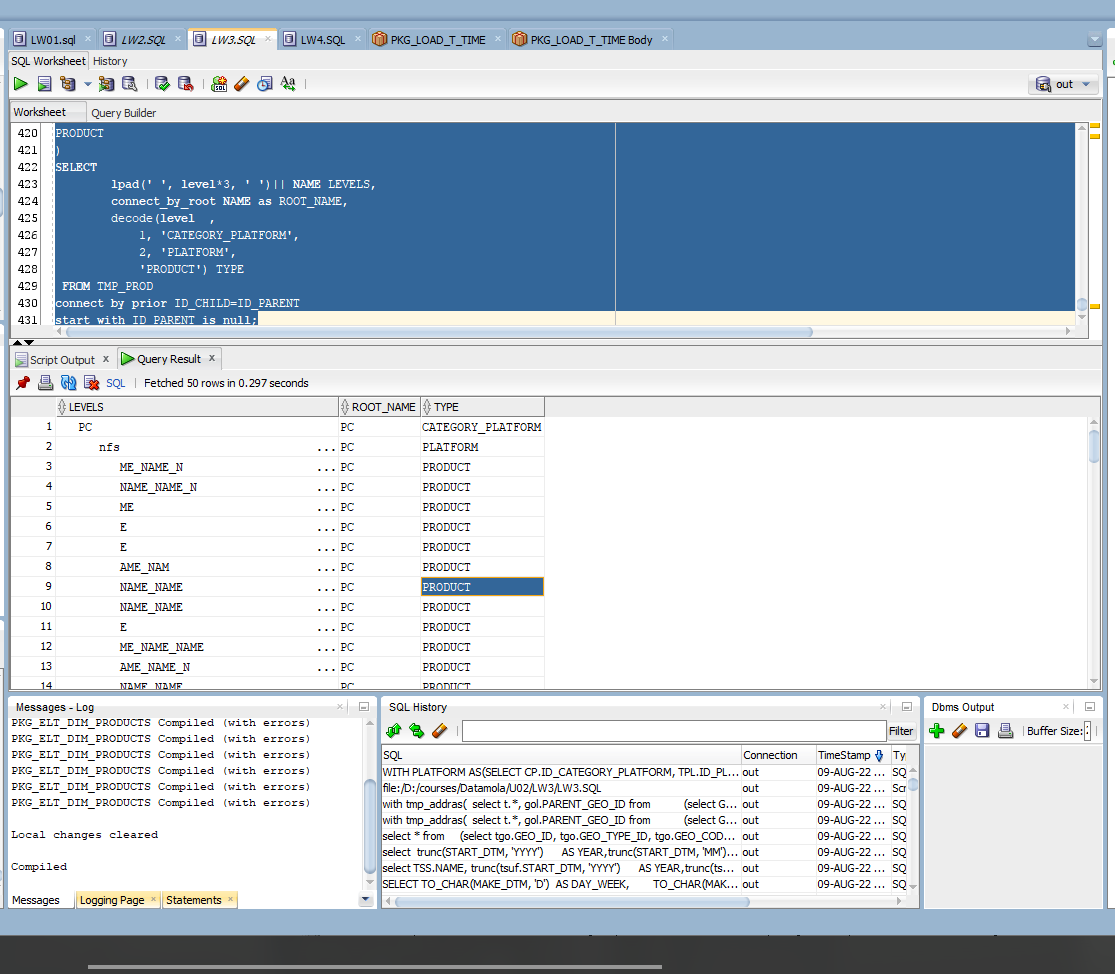 LW01.sql LW2.SQL LW3.SQL LW4.SQL PKG_LOAD_T_TIME PKG_LOAD_T_TIME Body
SQL Worksheet History
out
Worksheet Query Builder
420 PRODUCT
421 )
422 SELECT
423 lpad(' ', level*3, ' ')|| NAME LEVELS,
424 connect_by_root NAME as ROOT_NAME,
425 decode(level ,
426 1, 'CATEGORY_PLATFORM',
427 2, 'PLATFORM',
428 'PRODUCT') TYPE
429 FROM TMP_PROD
430 connect by prior ID_CHILD=ID_PARENT
431 start with ID_PARENT is null;
Script Output x Query Result x
SQL | Fetched 50 rows in 0.297 seconds
LEVELS ROOT_NAME TYPE
1 PC PC CATEGORY_PLATFORM
2 nfs ... PC PLATFORM
3 ME_NAME_N ... PC PRODUCT
4 NAME_NAME_N ... PC PRODUCT
5 ME ... PC PRODUCT
6 E ... PC PRODUCT
7 E ... PC PRODUCT
8 AME_NAM ... PC PRODUCT
9 NAME_NAME ... PC PRODUCT
10 NAME_NAME ... PC PRODUCT
11 E ... PC PRODUCT
12 ME_NAME_NAME ... PC PRODUCT
13 AME_NAME_N ... PC PRODUCT
14 NAME_NAME PC PRODUCT
Messages - Log
PKG_ELT_DIM_PRODUCTS Compiled (with errors)
PKG_ELT_DIM_PRODUCTS Compiled (with errors)
PKG_ELT_DIM_PRODUCTS Compiled (with errors)
PKG_ELT_DIM_PRODUCTS Compiled (with errors)
PKG_ELT_DIM_PRODUCTS Compiled (with errors)
PKG_ELT_DIM_PRODUCTS Compiled (with errors)
Local changes cleared
Compiled
Messages Logging Page Statements
SQL History
Filter
SQL Connection TimeStamp Ty
WITH PLATFORM AS(SELECT CP.ID_CATEGORY_PLATFORM, TPL.ID_PL... out 09-AUG-22 ... SQ
file:/D:/courses/Datamola/U02/LW3/LW3.SQL out 09-AUG-22 ... Scr
with tmp_addras( select t.*, gol.PARENT_GEO_ID from (select G... out 09-AUG-22 ... SQ
with tmp_addras( select t.*, gol.PARENT_GEO_ID from (select G... out 09-AUG-22 ... SQ
select * from (select tgo.GEO_ID, tgo.GEO_TYPE_ID, tgo.GEO_COD... out 09-AUG-22 ... SQ
select trunc(START_DTM, 'YYYY') AS YEAR,trunc(START_DTM, 'MM')... out 09-AUG-22 ... SQ
select TSS.NAME, trunc(tsuf.START_DTM, 'YYYY') AS YEAR,trunc(ts... out 09-AUG-22 ... SQ
SELECT TO_CHAR(MAKE_DTM, 'D') AS DAY_WEEK, TO_CHAR(MAK... out 09-AUG-22 ... SQ
Dbms Output
Buffer Size: